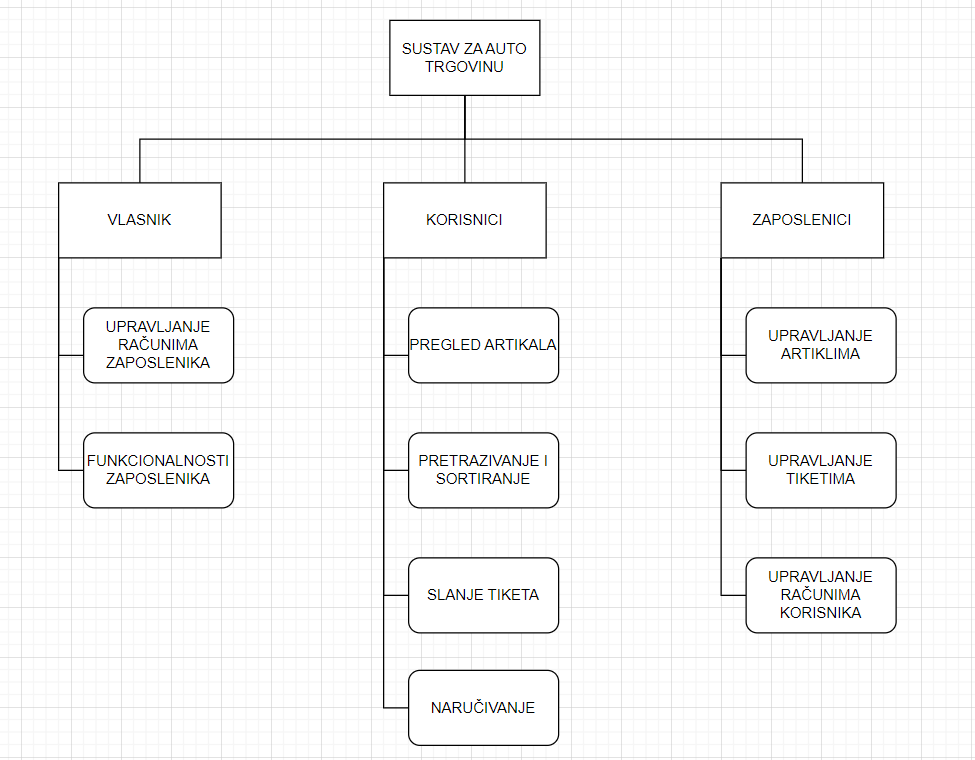 SUSTAV ZA AUTO
TRGOVINU
VLASNIK
KORISNICI
ZAPOSLENICI
UPRAVLJANJE
RAČUNIMA
ZAPOSLENIKA
FUNKCIONALNOSTI
ZAPOSLENIKA
PREGLED ARTIKALA
PRETRAZIVANJE I
SORTIRANJE
SLANJE TIKETA
NARUČIVANJE
UPRAVLJANJE
ARTIKLIMA
UPRAVLJANJE
TIKETIMA
UPRAVLJANJE
RAČUNIMA
KORISNIKA